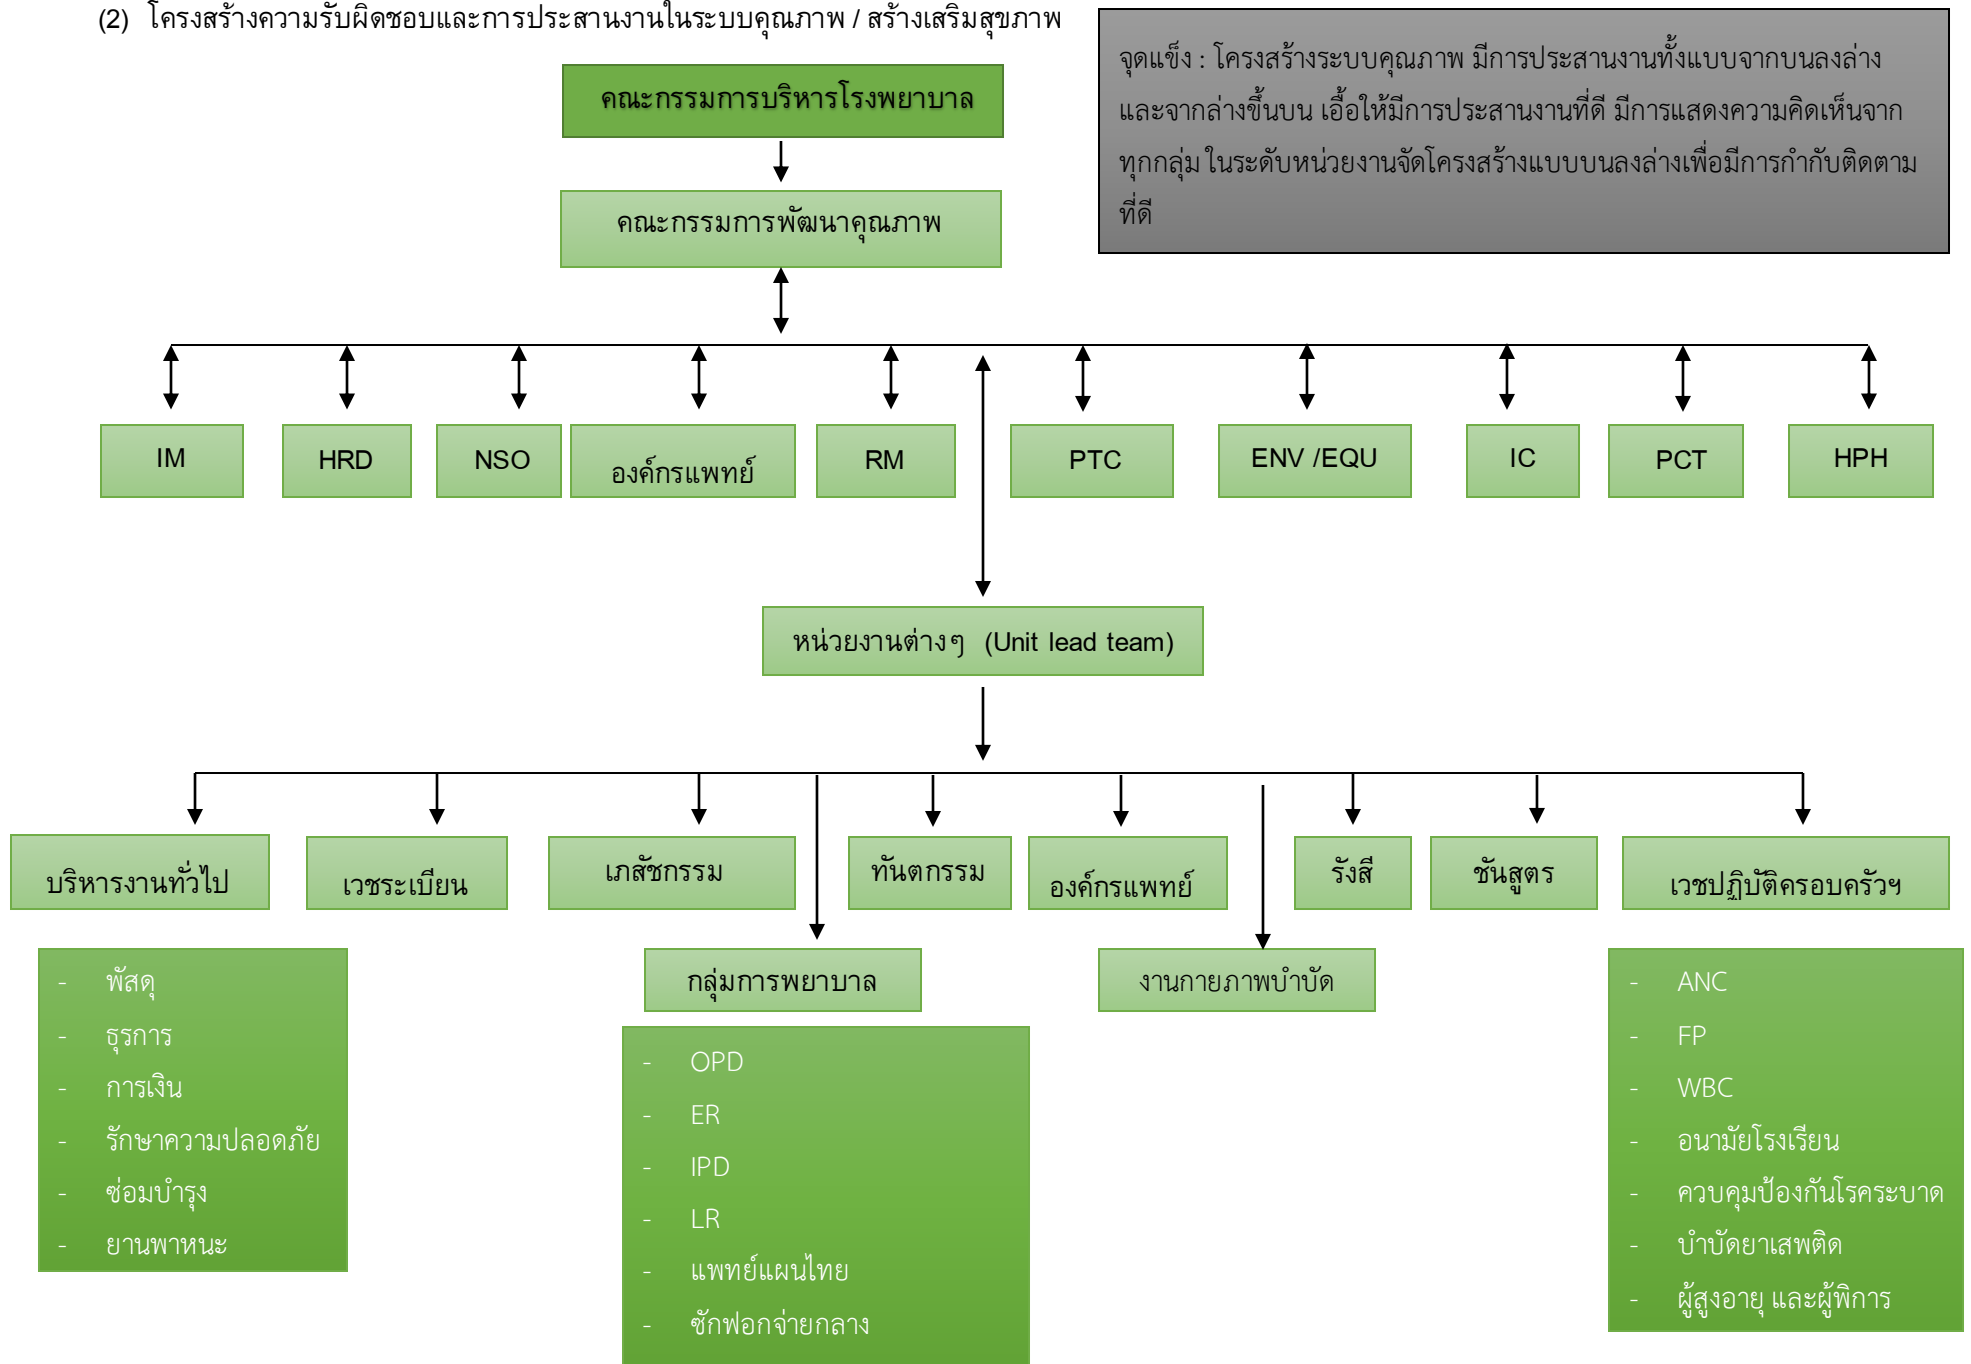 (2) โครงสร้างความรับผิดชอบและการประสานงานในระบบคุณภาพ / สร้างเสริมสุขภาพ
จุดแข็ง : โครงสร้างระบบคุณภาพ มีการประสานงานทั้งแบบจากบนลงล่าง
และจากล่างขึ้นบน เอื้อให้มีการประสานงานที่ดี มีการแสดงความคิดเห็นจาก
ทุกกลุ่ม ในระดับหน่วยงานจัดโครงสร้างแบบบนลงล่างเพื่อมีการกำกับติดตาม
ที่ดี
คณะกรรมการบริหารโรงพยาบาล
คณะกรรมการพัฒนาคุณภาพ
IM
HRD
NSO
องค์กรแพทย์
RM
PTC
ENV /EQU
IC
PCT
HPH
หน่วยงานต่างๆ (Unit lead team)
บริหารงานทั่วไป
เวชระเบียน
เภสัชกรรม
ทันตกรรม
องค์กรแพทย์
รังสี
ชันสูตร
เวชปฏิบัติครอบครัวฯ
- พัสดุ
- ธุรการ
- การเงิน
- รักษาความปลอดภัย
- ซ่อมบำรุง
- ยานพาหนะ
กลุ่มการพยาบาล
- OPD
- ER
- IPD
- LR
- แพทย์แผนไทย
- ซักฟอกจ่ายกลาง
งานกายภาพบำบัด
- ANC
- FP
- WBC
- อนามัยโรงเรียน
- ควบคุมป้องกันโรคระบาด
- บำบัดยาเสพติด
- ผู้สูงอายุ และผู้พิการ